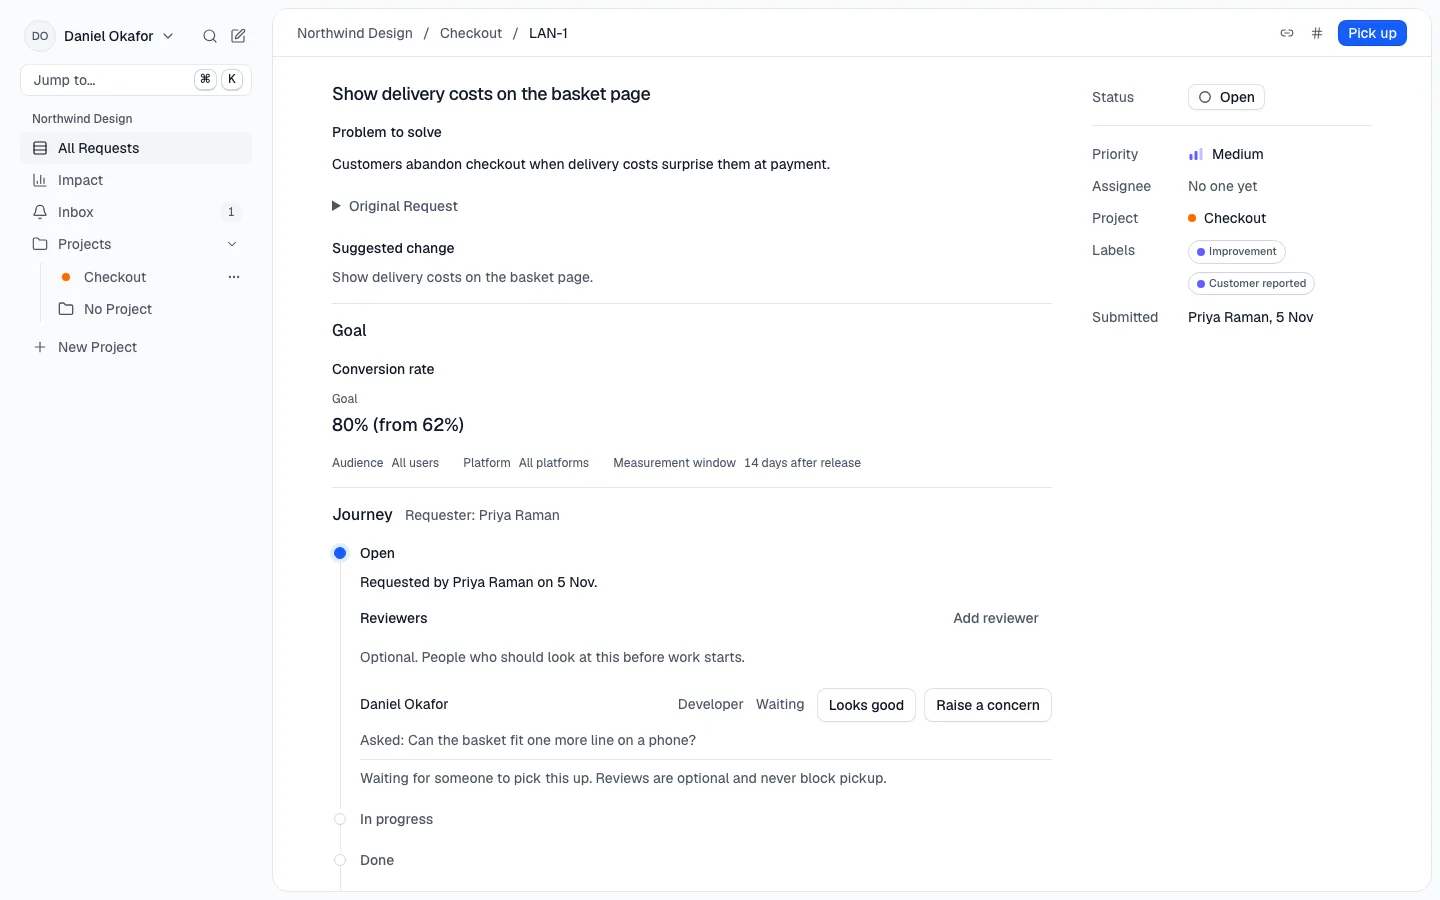 DO
Daniel Okafor
Jump to...
⌘ K
Northwind Design
All Requests
Impact
Inbox
1
Projects
Checkout
No Project
New Project
Northwind Design / Checkout / LAN-1
Pick up
Show delivery costs on the basket page
Problem to solve
Customers abandon checkout when delivery costs surprise them at payment.
Original Request
Suggested change
Show delivery costs on the basket page.
Goal
Conversion rate
Goal
80% (from 62%)
Audience All users Platform All platforms Measurement window 14 days after release
Journey Requester: Priya Raman
Open
Requested by Priya Raman on 5 Nov.
Reviewers
Add reviewer
Optional. People who should look at this before work starts.
Daniel Okafor Developer Waiting Looks good Raise a concern
Asked: Can the basket fit one more line on a phone?
Waiting for someone to pick this up. Reviews are optional and never block pickup.
In progress
Done
Status Open
Priority Medium
Assignee No one yet
Project Checkout
Labels Improvement
Customer reported
Submitted Priya Raman, 5 Nov